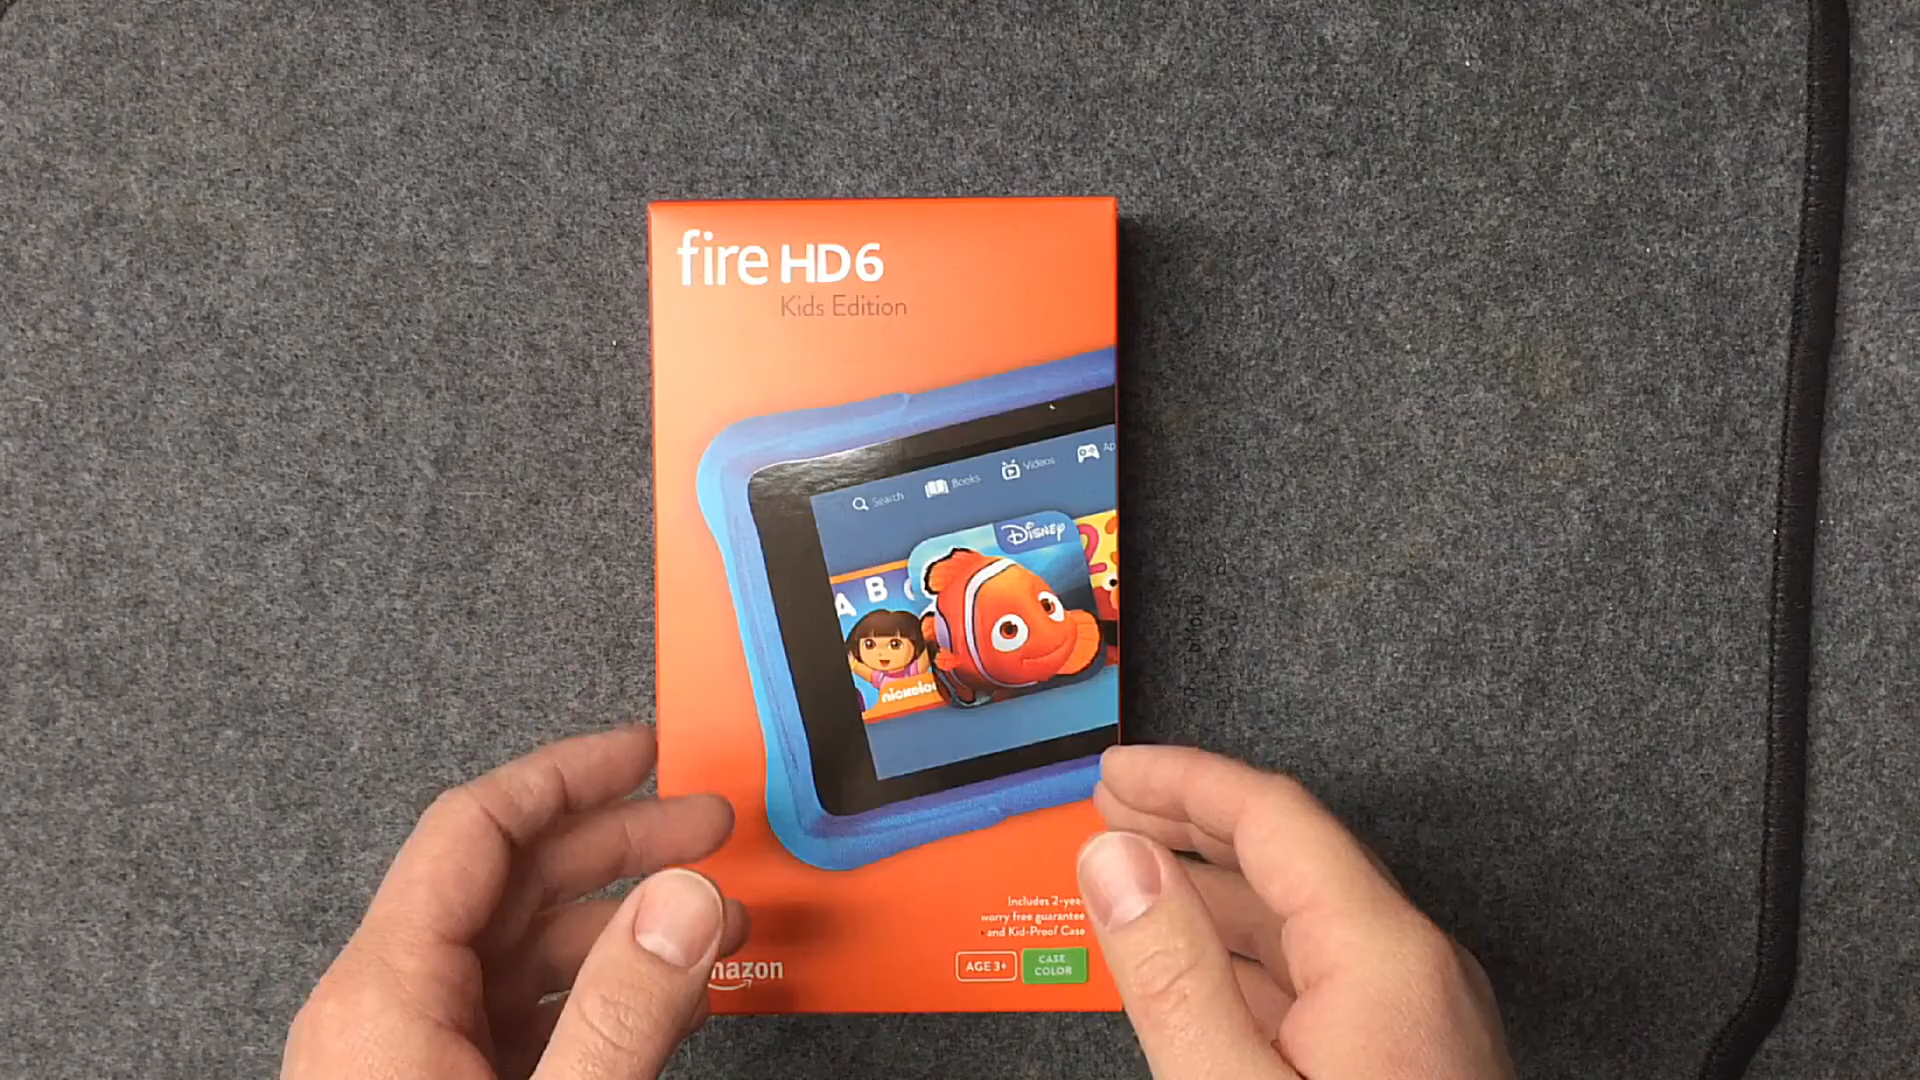 fire HD6
Kids Edition
Search Books Videos
DISNEY
A B
nickelo
Includes 2-yea
worry free guarantee
and Kid-Proof Case
mazon
AGE 3+
CASE
COLOR